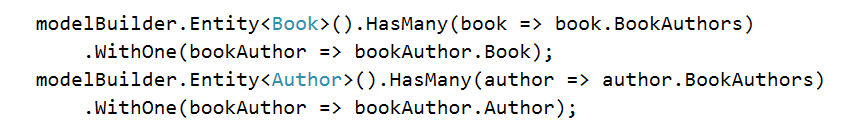 modelBuilder.Entity<Book>().HasMany(book => book.BookAuthors)
    .WithOne(bookAuthor => bookAuthor.Book);
modelBuilder.Entity<Author>().HasMany(author => author.BookAuthors)
    .WithOne(bookAuthor => bookAuthor.Author);